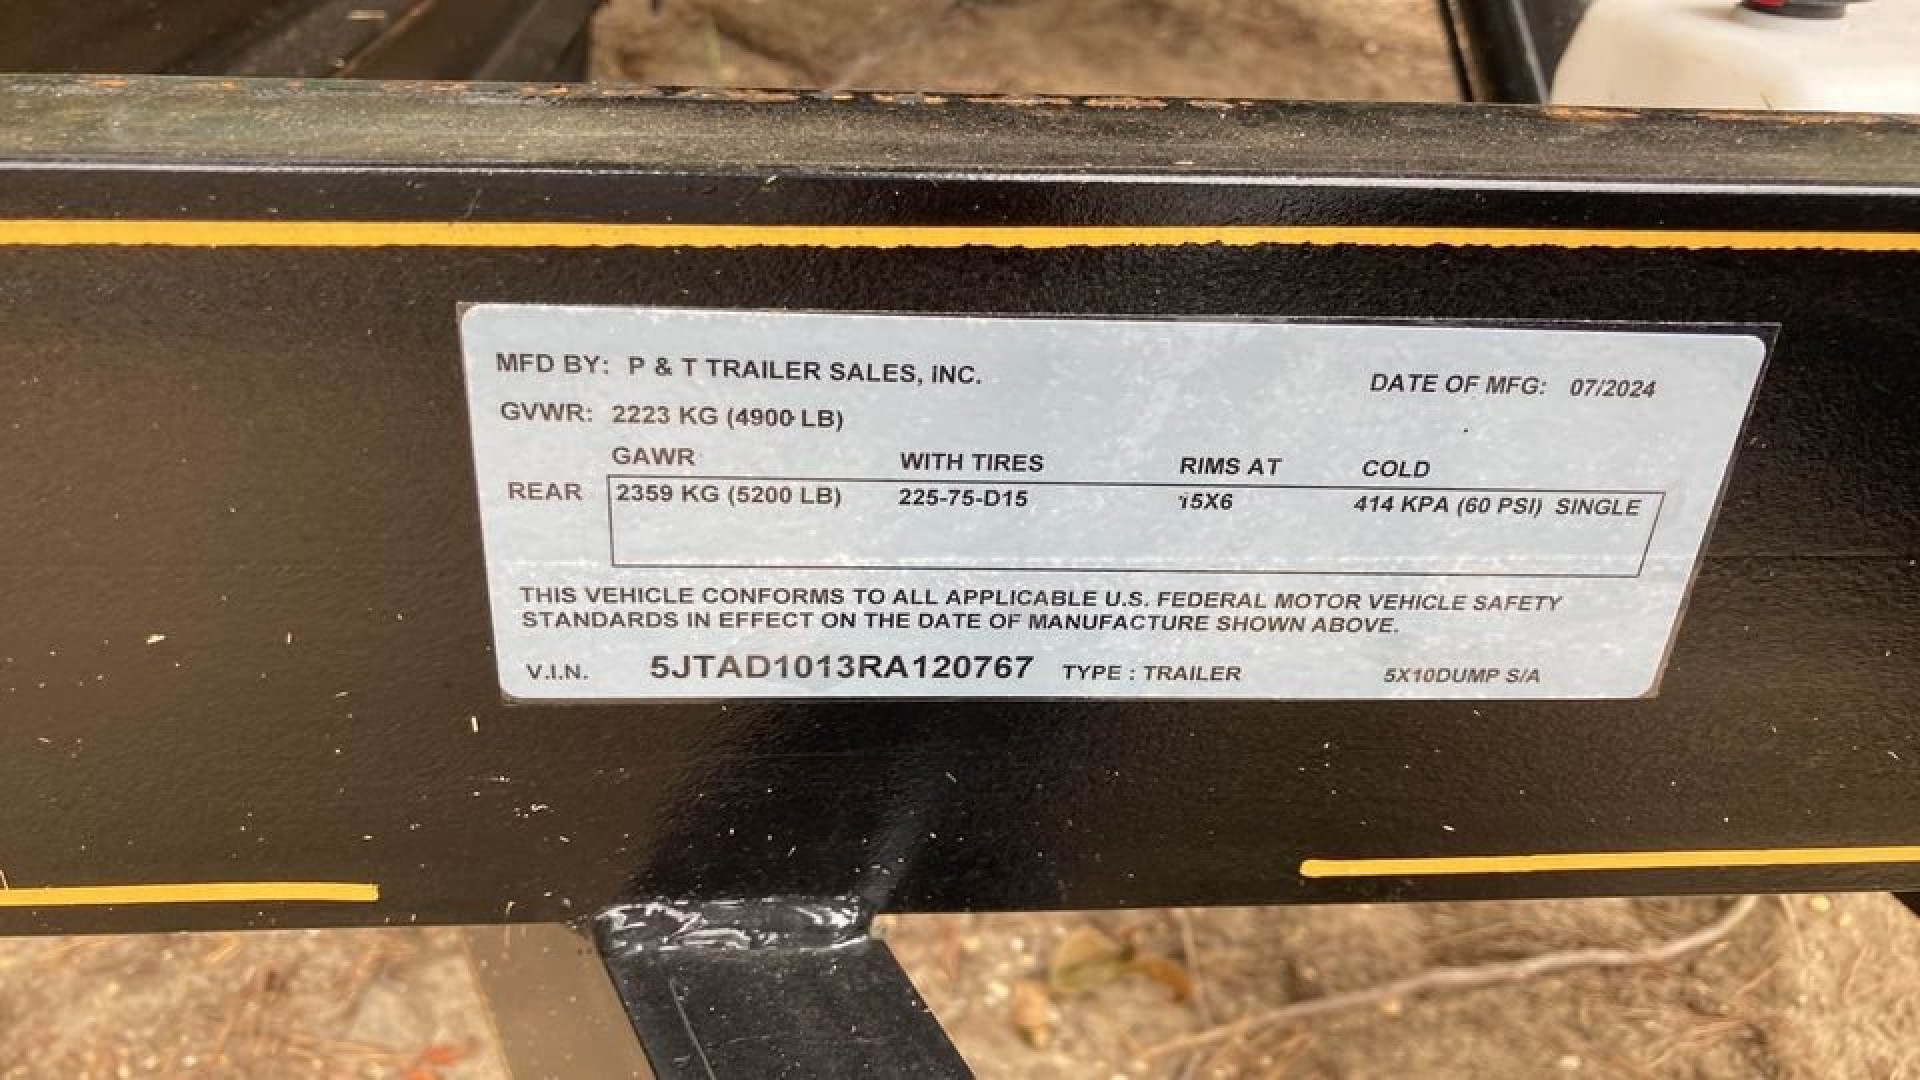 MFD BY: P & T TRAILER SALES, INC.
DATE OF MFG: 07/2024
GVWR: 2223 KG (4900 LB)
GAWR WITH TIRES RIMS AT COLD
REAR 2359 KG (5200 LB) 225-75-D15 15X6 414 KPA (60 PSI) SINGLE
THIS VEHICLE CONFORMS TO ALL APPLICABLE U.S. FEDERAL MOTOR VEHICLE SAFETY
STANDARDS IN EFFECT ON THE DATE OF MANUFACTURE SHOWN ABOVE.
V.I.N. 5JTAD1013RA120767 TYPE : TRAILER 5X10DUMP S/A